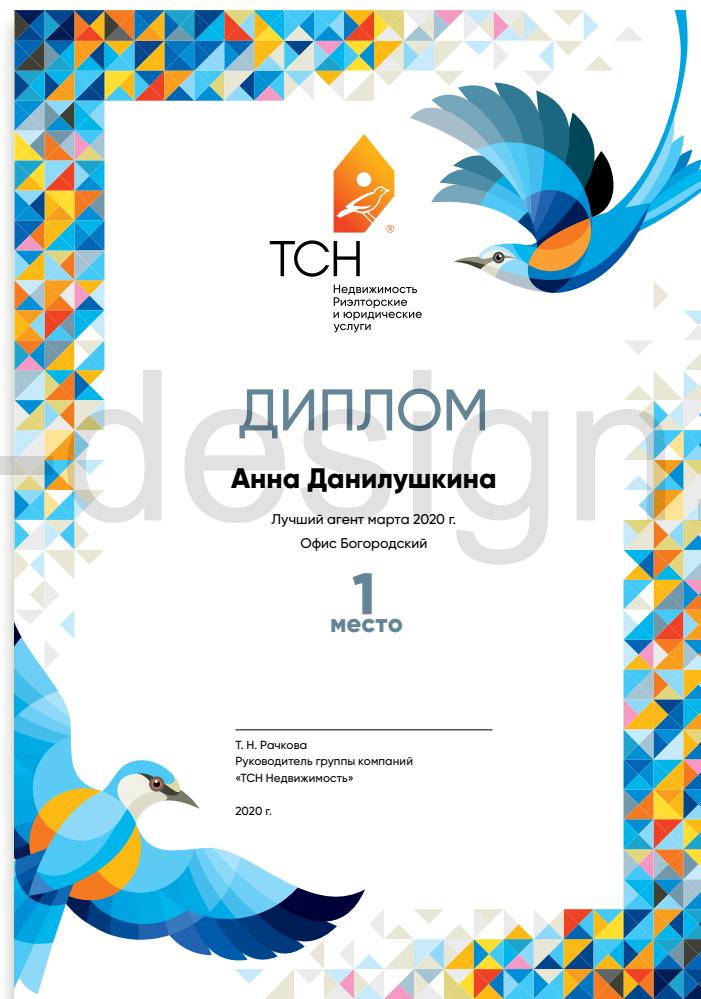 ТСН
®
Недвижимость
Риэлторские
и юридические
услуги
ДИПЛОМ
-design
Анна Данилушкина
Лучший агент марта 2020 г.
Офис Богородский
1
место
Т. Н. Рачкова
Руководитель группы компаний
«ТСН Недвижимость»
2020 г.